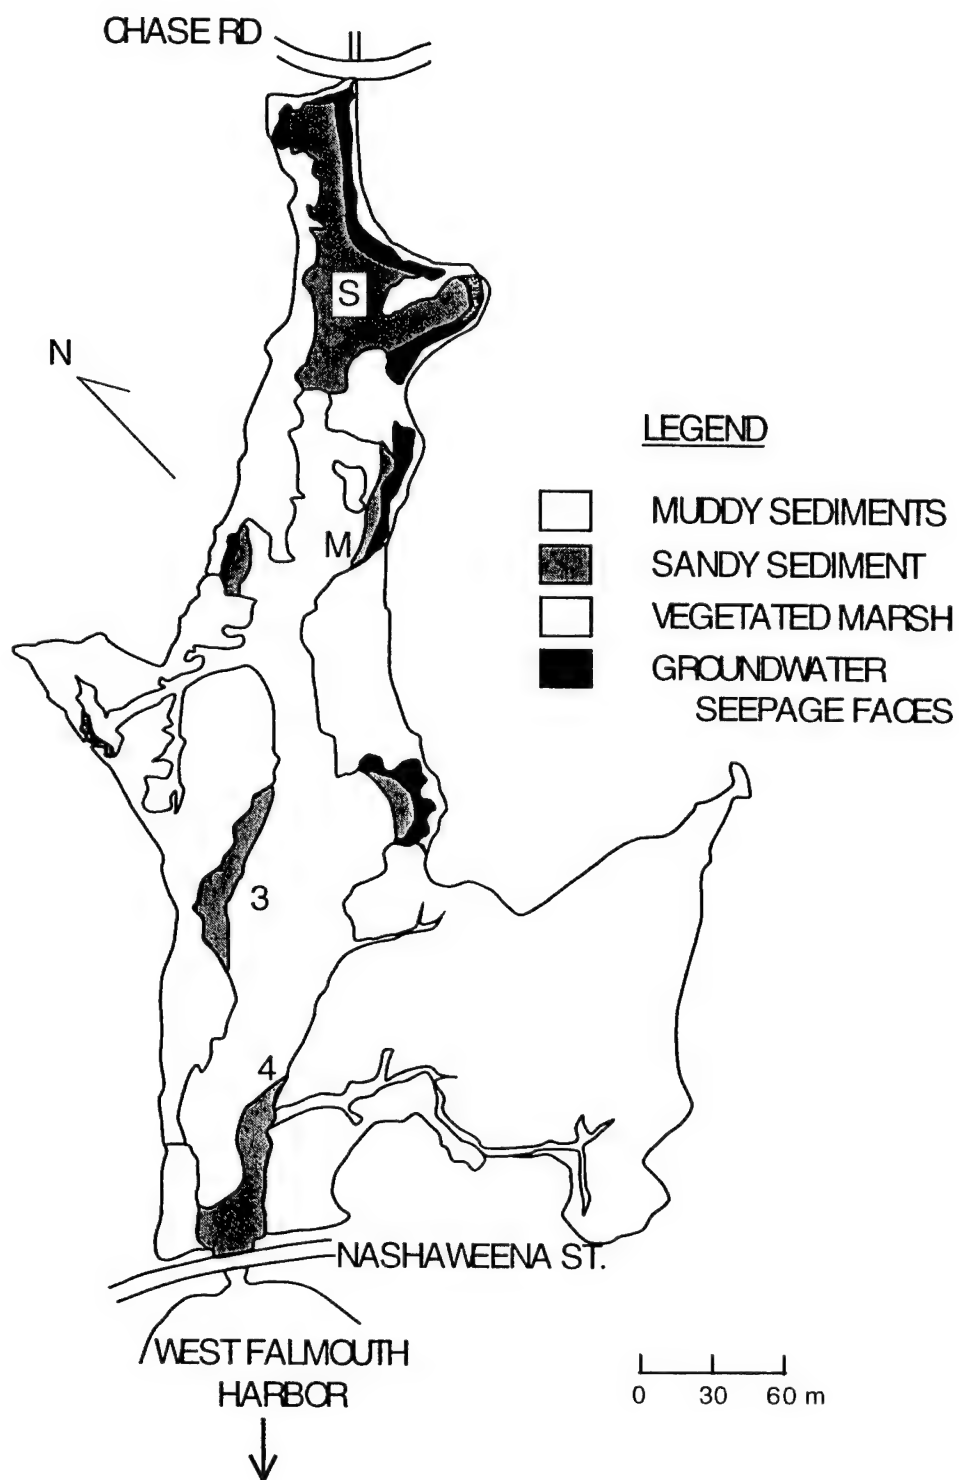 CHASE RD
S
N
LEGEND
MUDDY SEDIMENTS
M
SANDY SEDIMENT
VEGETATED MARSH
GROUNDWATER
SEEPAGE FACES
3
4
NASHAWEENA ST.
WEST FALMOUTH
HARBOR
0 30 60 m